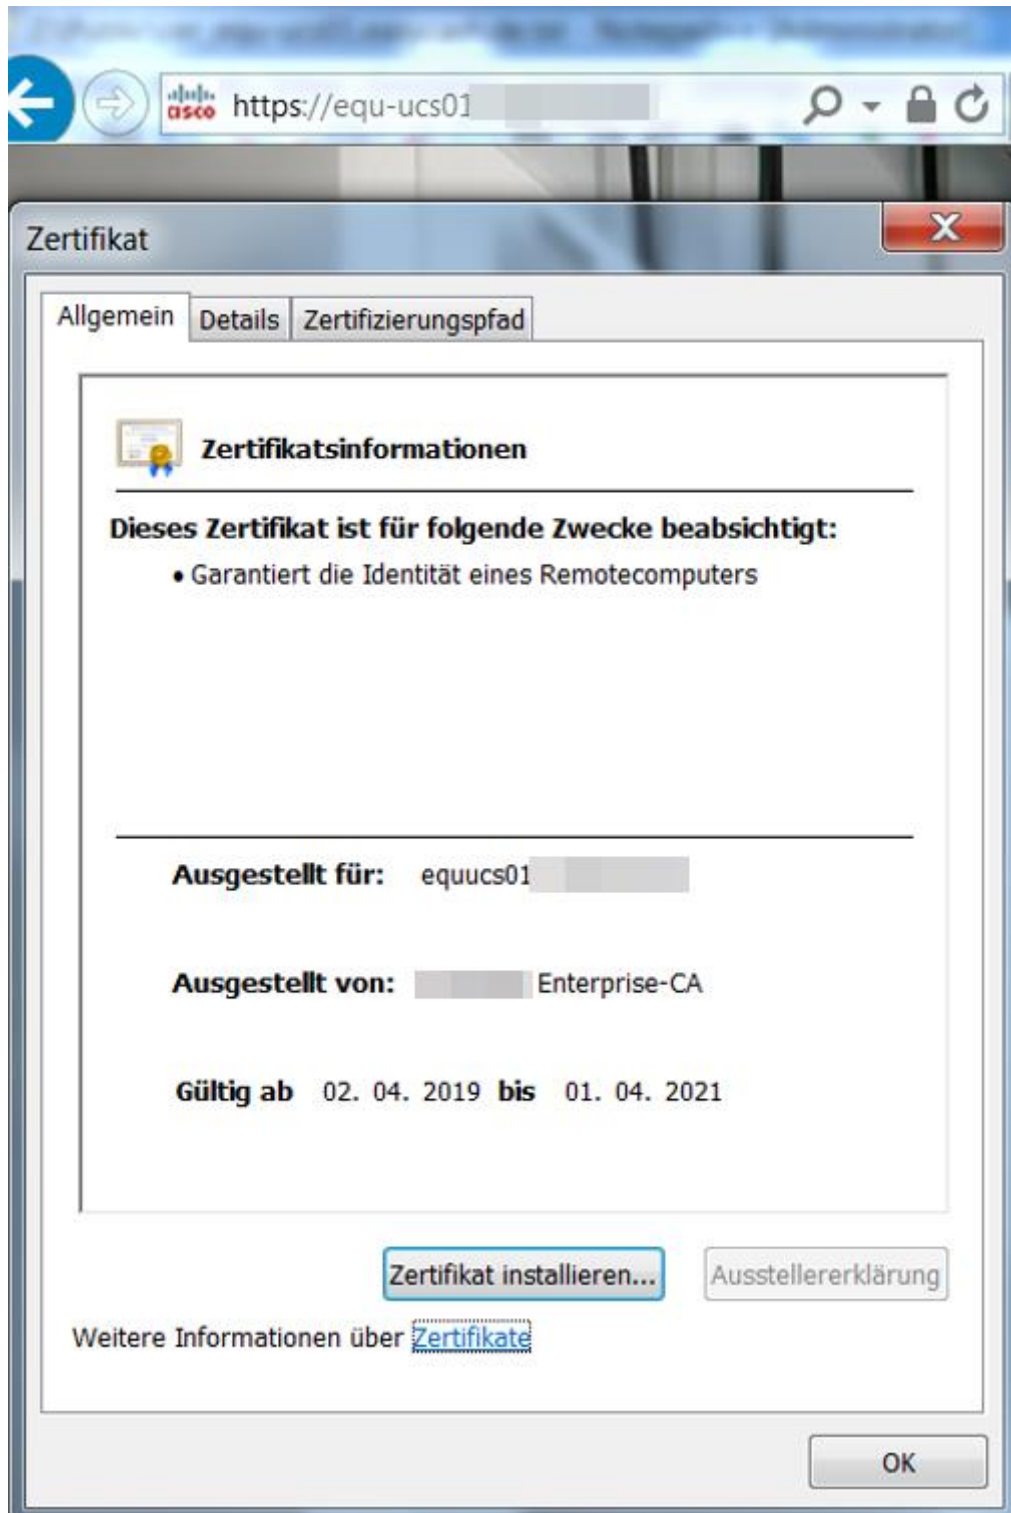 cisco https://equ-ucs01
Zertifikat
Allgemein Details Zertifizierungspfad
Zertifikatsinformationen
Dieses Zertifikat ist für folgende Zwecke beabsichtigt:
• Garantiert die Identität eines Remotecomputers
Ausgestellt für: equucs01
Ausgestellt von: Enterprise-CA
Gültig ab 02. 04. 2019 bis 01. 04. 2021
Zertifikat installieren... Ausstellererklärung
Weitere Informationen über Zertifikate
OK